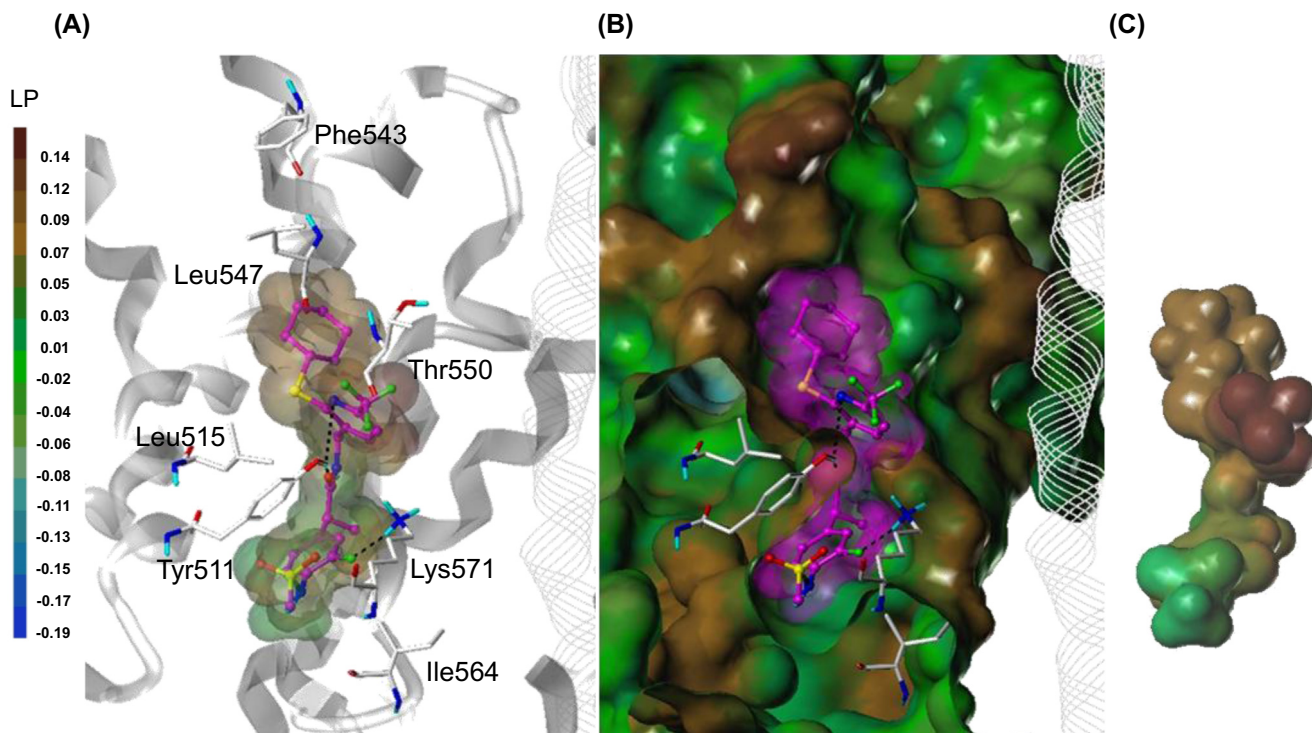 (A)
(B)
(C)
LP
0.14
0.12
0.09
0.07
0.05
0.03
0.01
-0.02
-0.04
-0.06
-0.08
-0.11
-0.13
-0.15
-0.17
-0.19
Phe543
Leu547
Thr550
Leu515
Tyr511
Lys571
Ile564